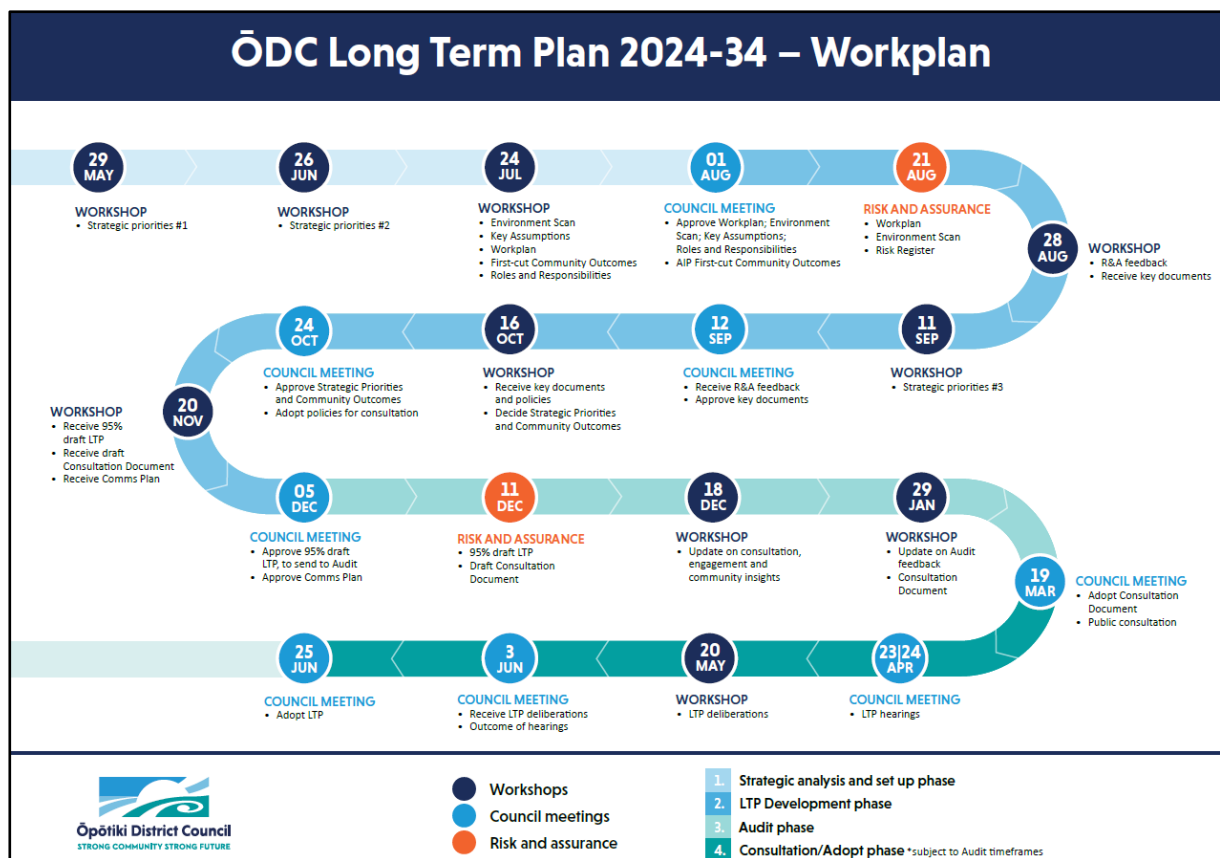 ŌDC Long Term Plan 2024-34 – Workplan
29
MAY
WORKSHOP
• Strategic priorities #1
26
JUN
WORKSHOP
• Strategic priorities #2
24
JUL
WORKSHOP
• Environment Scan
• Key Assumptions
• Workplan
• First-cut Community Outcomes
• Roles and Responsibilities
01
AUG
COUNCIL MEETING
• Approve Workplan; Environment
Scan; Key Assumptions;
Roles and Responsibilities
• AIP First-cut Community Outcomes
21
AUG
RISK AND ASSURANCE
• Workplan
• Environment Scan
• Risk Register
28
AUG
WORKSHOP
• R&A feedback
• Receive key documents
11
SEP
WORKSHOP
• Strategic priorities #3
12
SEP
COUNCIL MEETING
• Receive R&A feedback
• Approve key documents
16
OCT
WORKSHOP
• Receive key documents
and policies
• Decide Strategic Priorities
and Community Outcomes
24
OCT
COUNCIL MEETING
• Approve Strategic Priorities
and Community Outcomes
• Adopt policies for consultation
20
NOV
WORKSHOP
• Receive 95%
draft LTP
• Receive draft
Consultation Document
• Receive Comms Plan
05
DEC
COUNCIL MEETING
• Approve 95% draft
LTP, to send to Audit
• Approve Comms Plan
11
DEC
RISK AND ASSURANCE
• 95% draft LTP
• Draft Consultation
Document
18
DEC
WORKSHOP
• Update on consultation,
engagement and
community insights
29
JAN
WORKSHOP
• Update on Audit
feedback
• Consultation
Document
19
MAR
COUNCIL MEETING
• Adopt Consultation
Document
• Public consultation
23|24
APR
COUNCIL MEETING
• LTP hearings
20
MAY
WORKSHOP
• LTP deliberations
3
JUN
COUNCIL MEETING
• Receive LTP deliberations
• Outcome of hearings
25
JUN
COUNCIL MEETING
• Adopt LTP
Ōpōtiki District Council
STRONG COMMUNITY STRONG FUTURE
Workshops
Council meetings
Risk and assurance
1. Strategic analysis and set up phase
2. LTP Development phase
3. Audit phase
4. Consultation/Adopt phase *subject to Audit timeframes